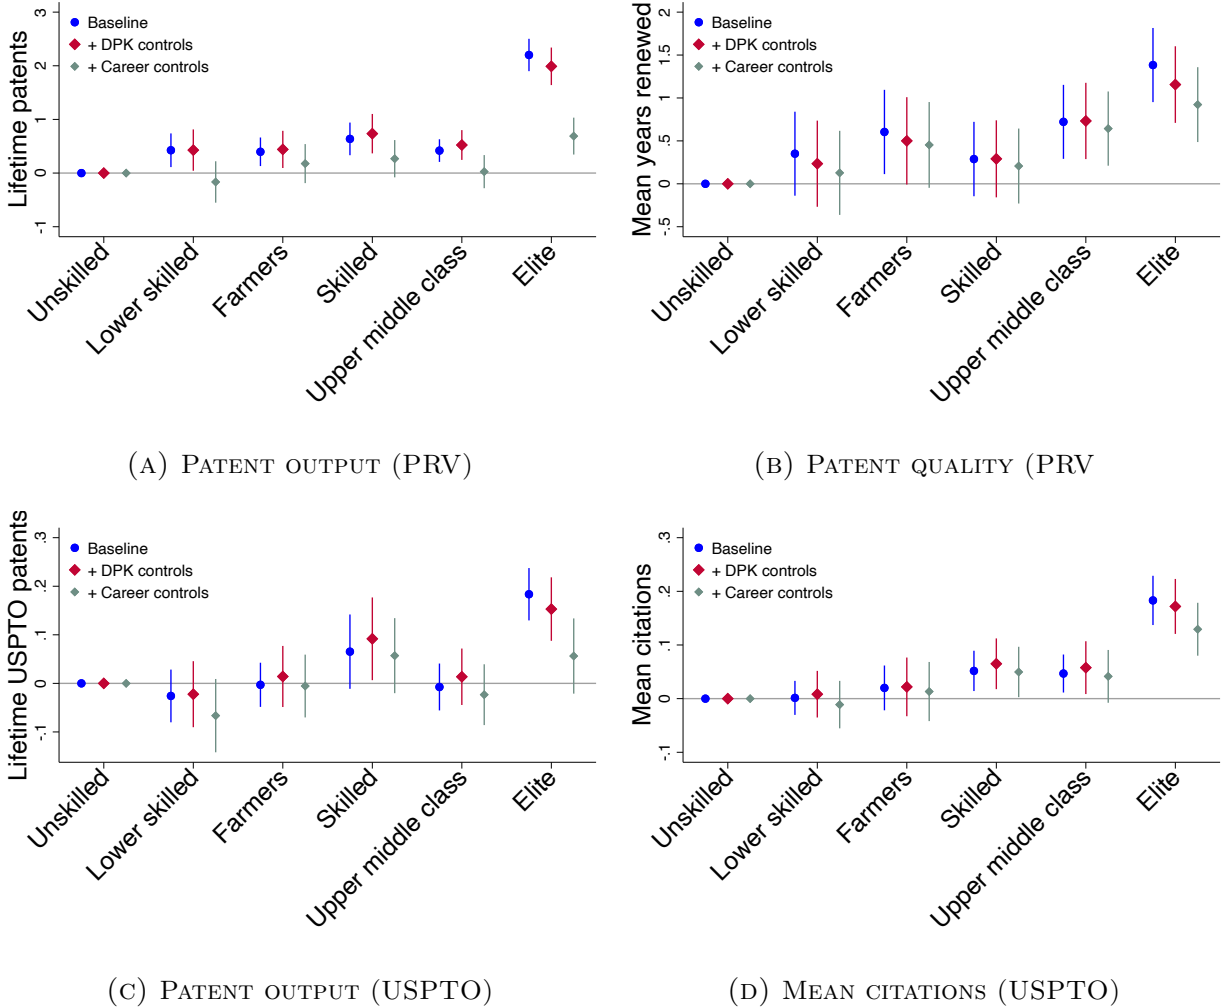 Lifetime patents
3
2
1
0
-1
Baseline
+ DPK controls
+ Career controls
Unskilled
Lower skilled
Farmers
Skilled
Upper middle class
Elite
(A) Patent output (PRV)
Mean years renewed
2
1.5
1
.5
0
-.5
Baseline
+ DPK controls
+ Career controls
Unskilled
Lower skilled
Farmers
Skilled
Upper middle class
Elite
(B) Patent quality (PRV
Lifetime USPTO patents
.3
.2
.1
0
-.1
Baseline
+ DPK controls
+ Career controls
Unskilled
Lower skilled
Farmers
Skilled
Upper middle class
Elite
(C) Patent output (USPTO)
Mean citations
.3
.2
.1
0
-.1
Baseline
+ DPK controls
+ Career controls
Unskilled
Lower skilled
Farmers
Skilled
Upper middle class
Elite
(D) Mean citations (USPTO)